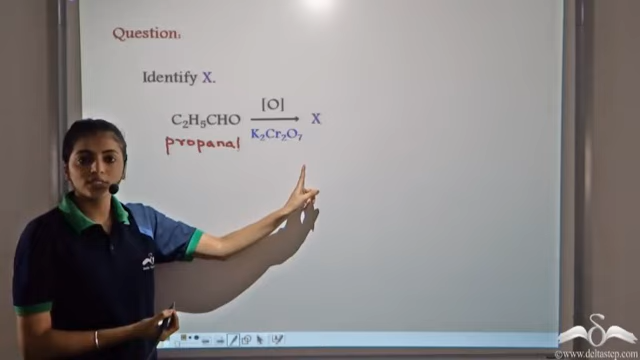 Question:
Identify X.
[O]
C₂H₅CHO → X
K₂Cr₂O₇
propanal
©www.deltastep.com